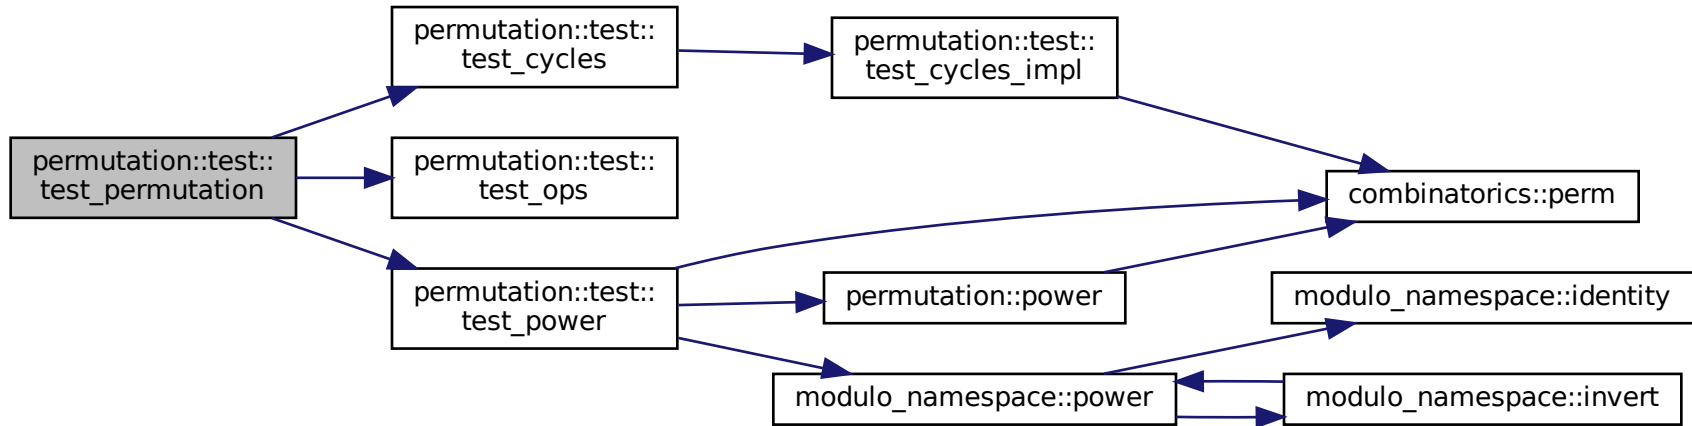 permutation::test::
test_permutation
permutation::test::
test_cycles
permutation::test::
test_ops
permutation::test::
test_power
permutation::test::
test_cycles_impl
permutation::power
modulo_namespace::power
combinatorics::perm
modulo_namespace::identity
modulo_namespace::invert